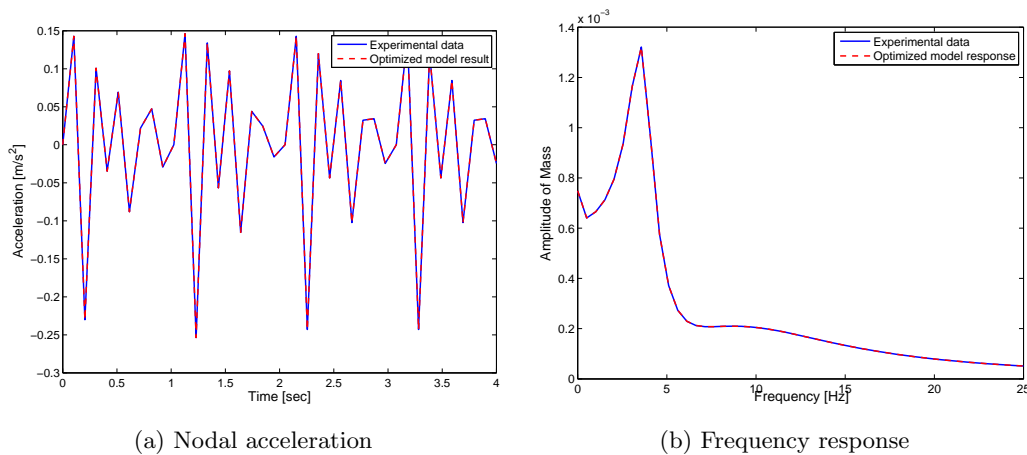 0.15
0.1
0.05
0
−0.05
−0.1
−0.15
−0.2
−0.25
−0.3
Acceleration [m/s²]
0 0.5 1 1.5 2 2.5 3 3.5 4
Time [sec]
Experimental data
Optimized model result
(a) Nodal acceleration
x 10⁻³
1.4
1.2
1
0.8
0.6
0.4
0.2
0
Amplitude of Mass
0 5 10 15 20 25
Frequency [Hz]
Experimental data
Optimized model response
(b) Frequency response